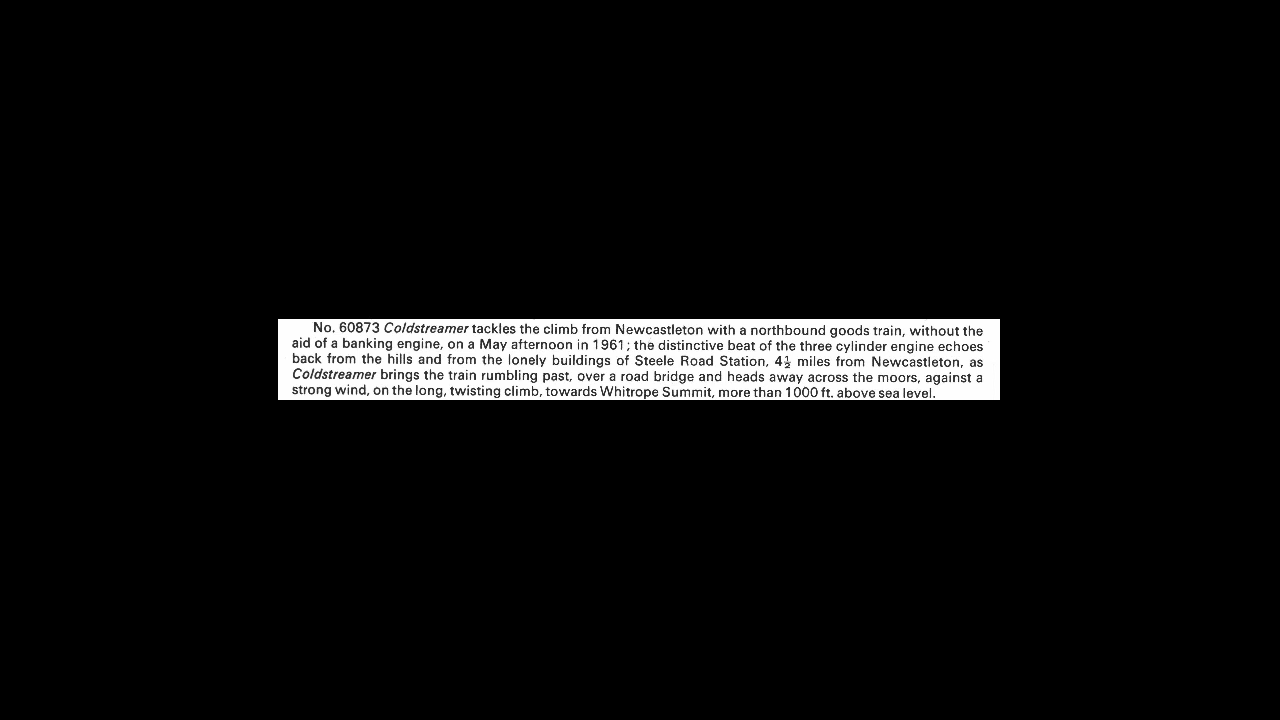 No. 60873 Coldstreamer tackles the climb from Newcastleton with a northbound goods train, without the
aid of a banking engine, on a May afternoon in 1961; the distinctive beat of the three cylinder engine echoes
back from the hills and from the lonely buildings of Steele Road Station, 4½ miles from Newcastleton, as
Coldstreamer brings the train rumbling past, over a road bridge and heads away across the moors, against a
strong wind, on the long, twisting climb, towards Whitrope Summit, more than 1000 ft. above sea level.